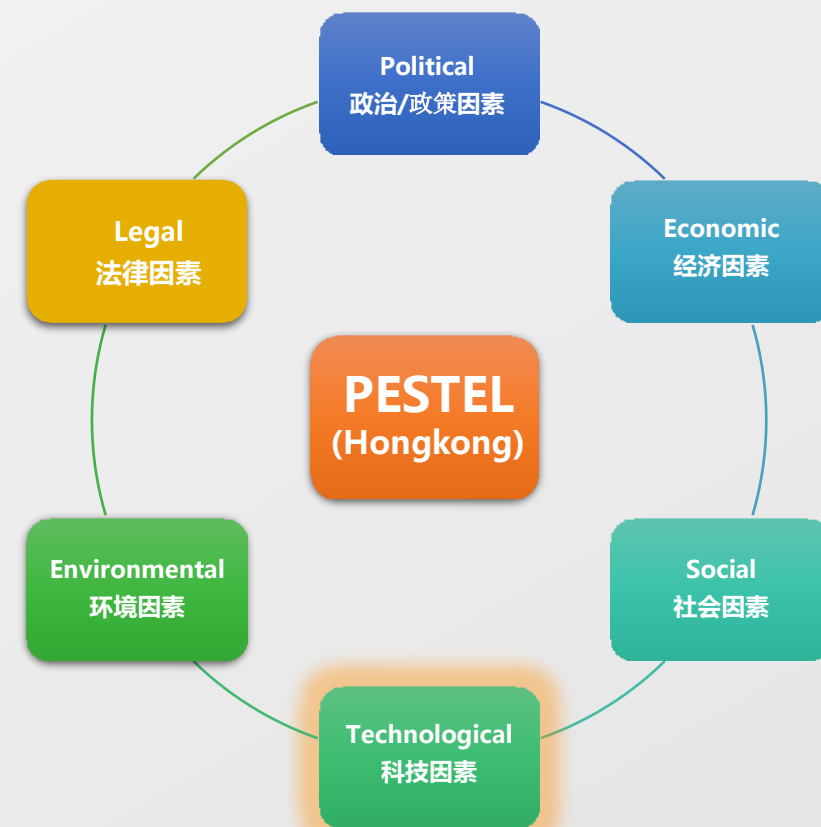 Political
政治/政策因素
Legal
法律因素
Economic
经济因素
PESTEL
(Hongkong)
Environmental
环境因素
Social
社会因素
Technological
科技因素